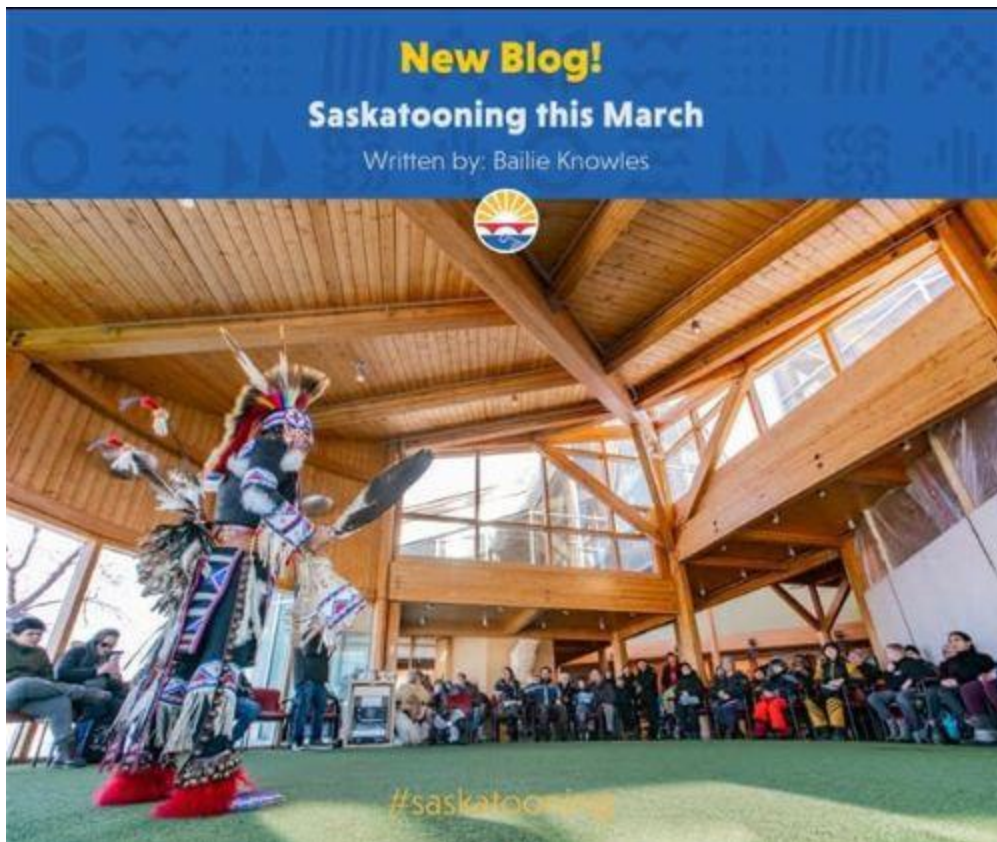 New Blog!
Saskatooning this March
Written by: Bailie Knowles
#saskatooning